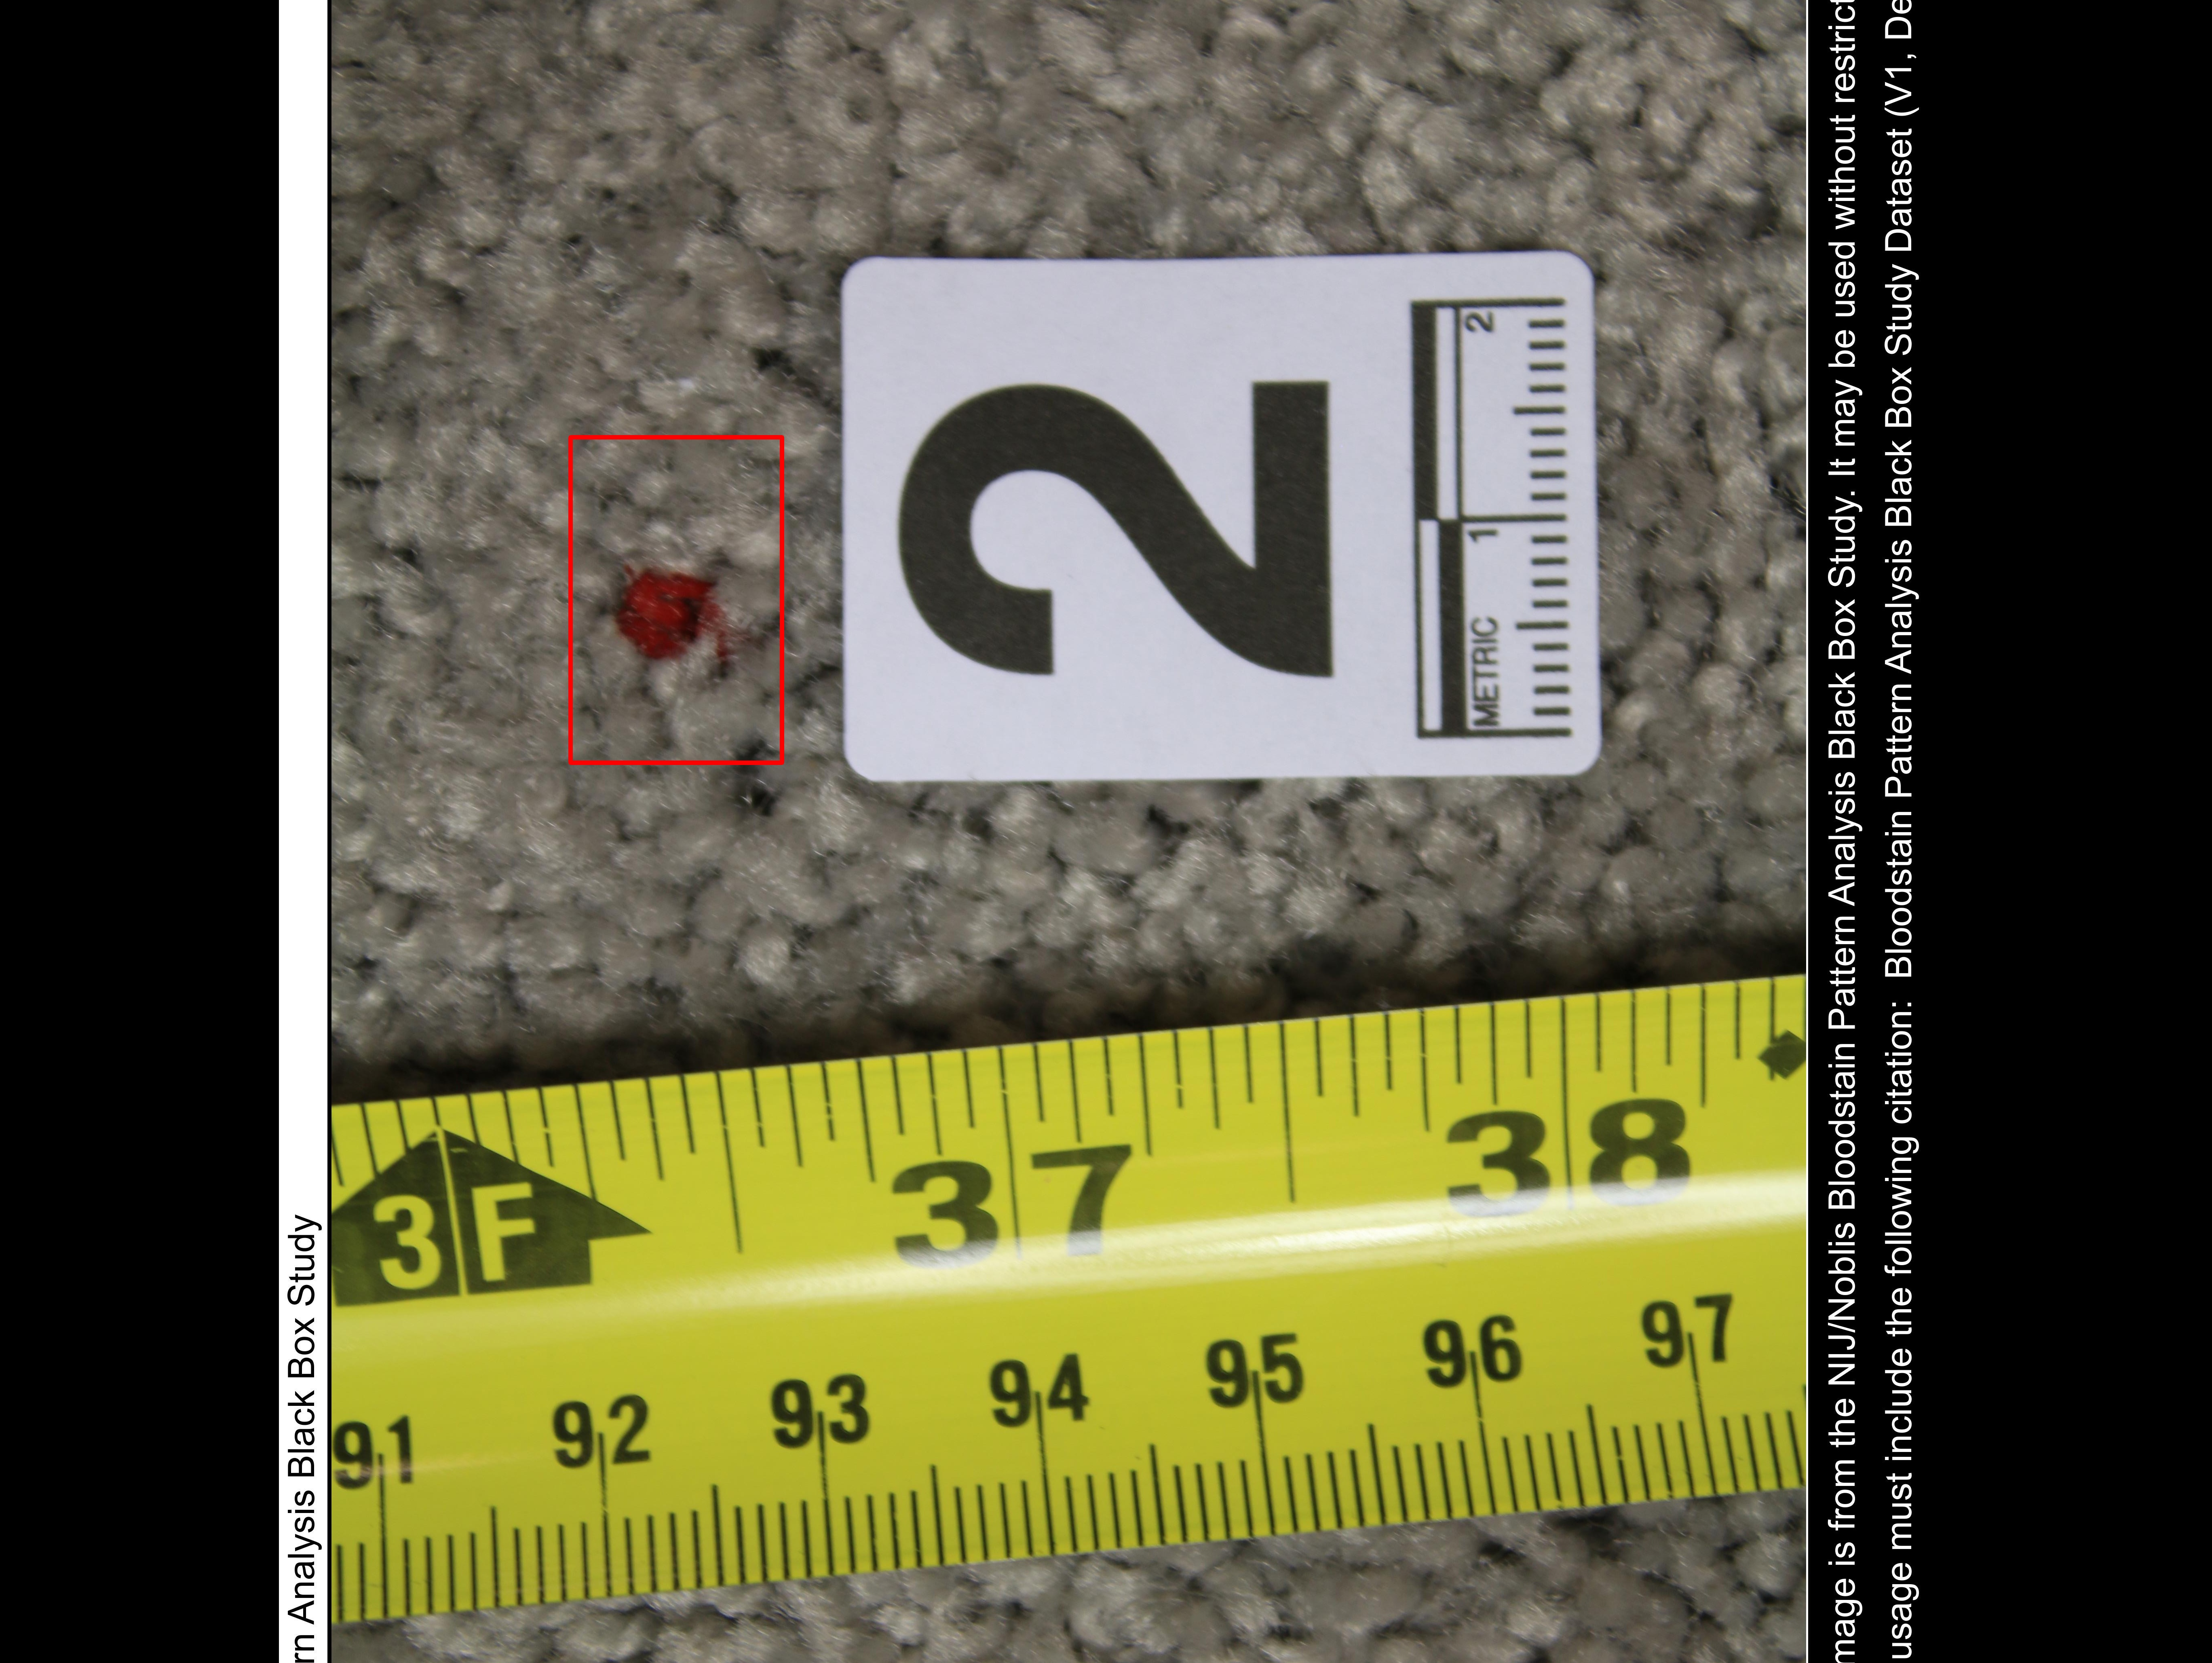 rn Analysis Black Box Study
2
METRIC 1 2
3F 37 38
91 92 93 94 95 96 97
mage is from the NIJ/Noblis Bloodstain Pattern Analysis Black Box Study. It may be used without restrict
usage must include the following citation: Bloodstain Pattern Analysis Black Box Study Dataset (V1, De